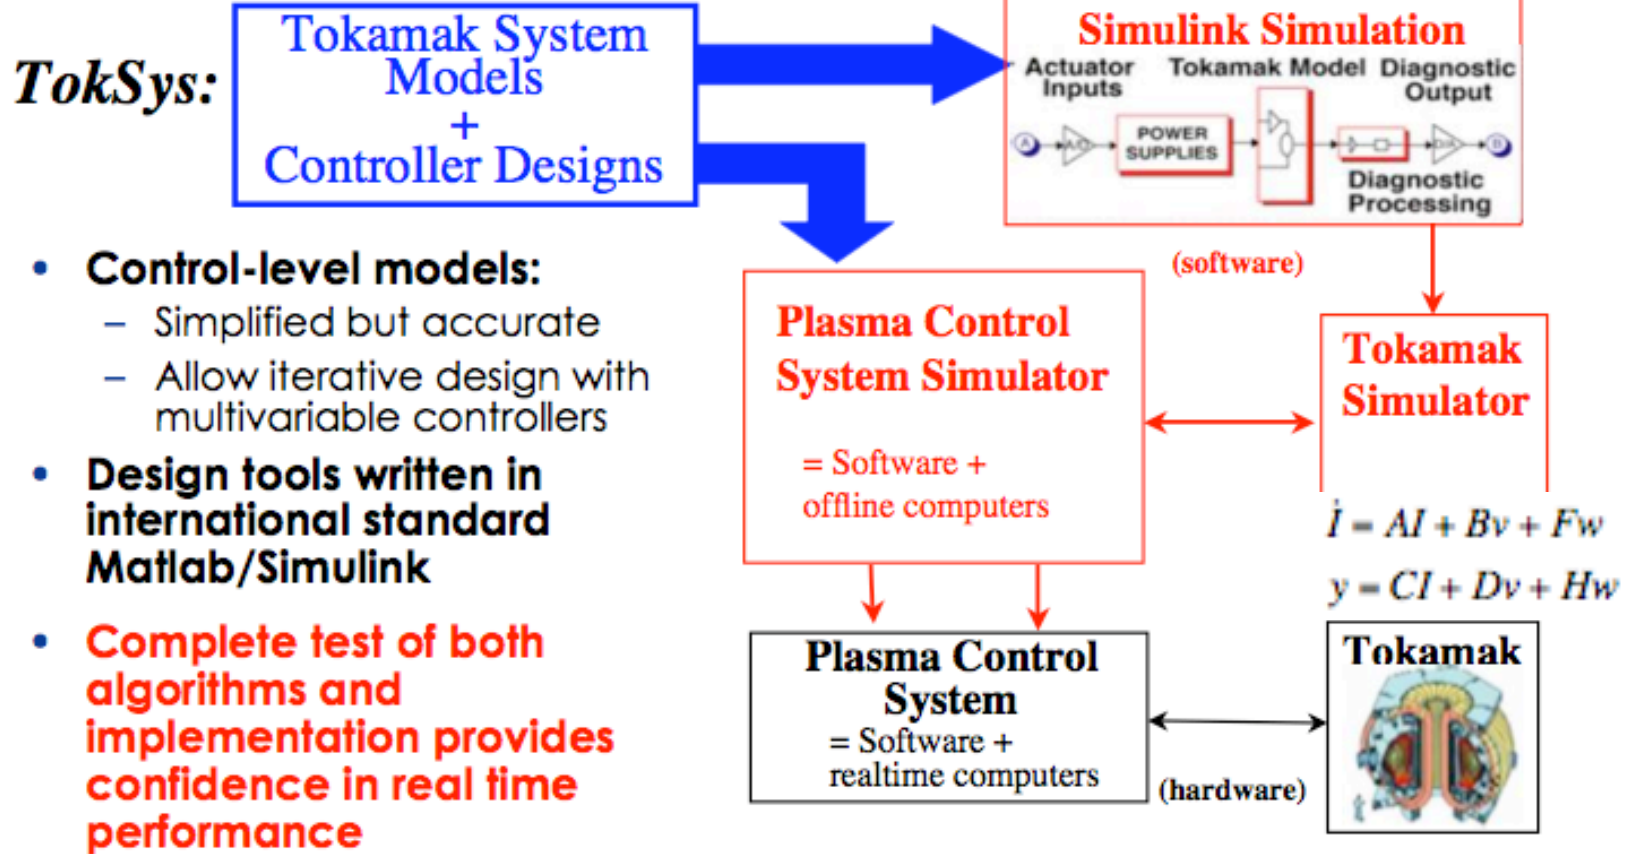 TokSys:
Tokamak System
Models
+
Controller Designs
Simulink Simulation
Actuator
Inputs
Tokamak Model
Diagnostic
Output
A
A/D
POWER
SUPPLIES
D/A
B
Diagnostic
Processing
(software)
• Control-level models:
– Simplified but accurate
– Allow iterative design with
multivariable controllers
• Design tools written in
international standard
Matlab/Simulink
• Complete test of both
algorithms and
implementation provides
confidence in real time
performance
Plasma Control
System Simulator
= Software +
offline computers
Tokamak
Simulator
İ = AI + Bv + Fw
y = CI + Dv + Hw
Plasma Control
System
= Software +
realtime computers
(hardware)
Tokamak